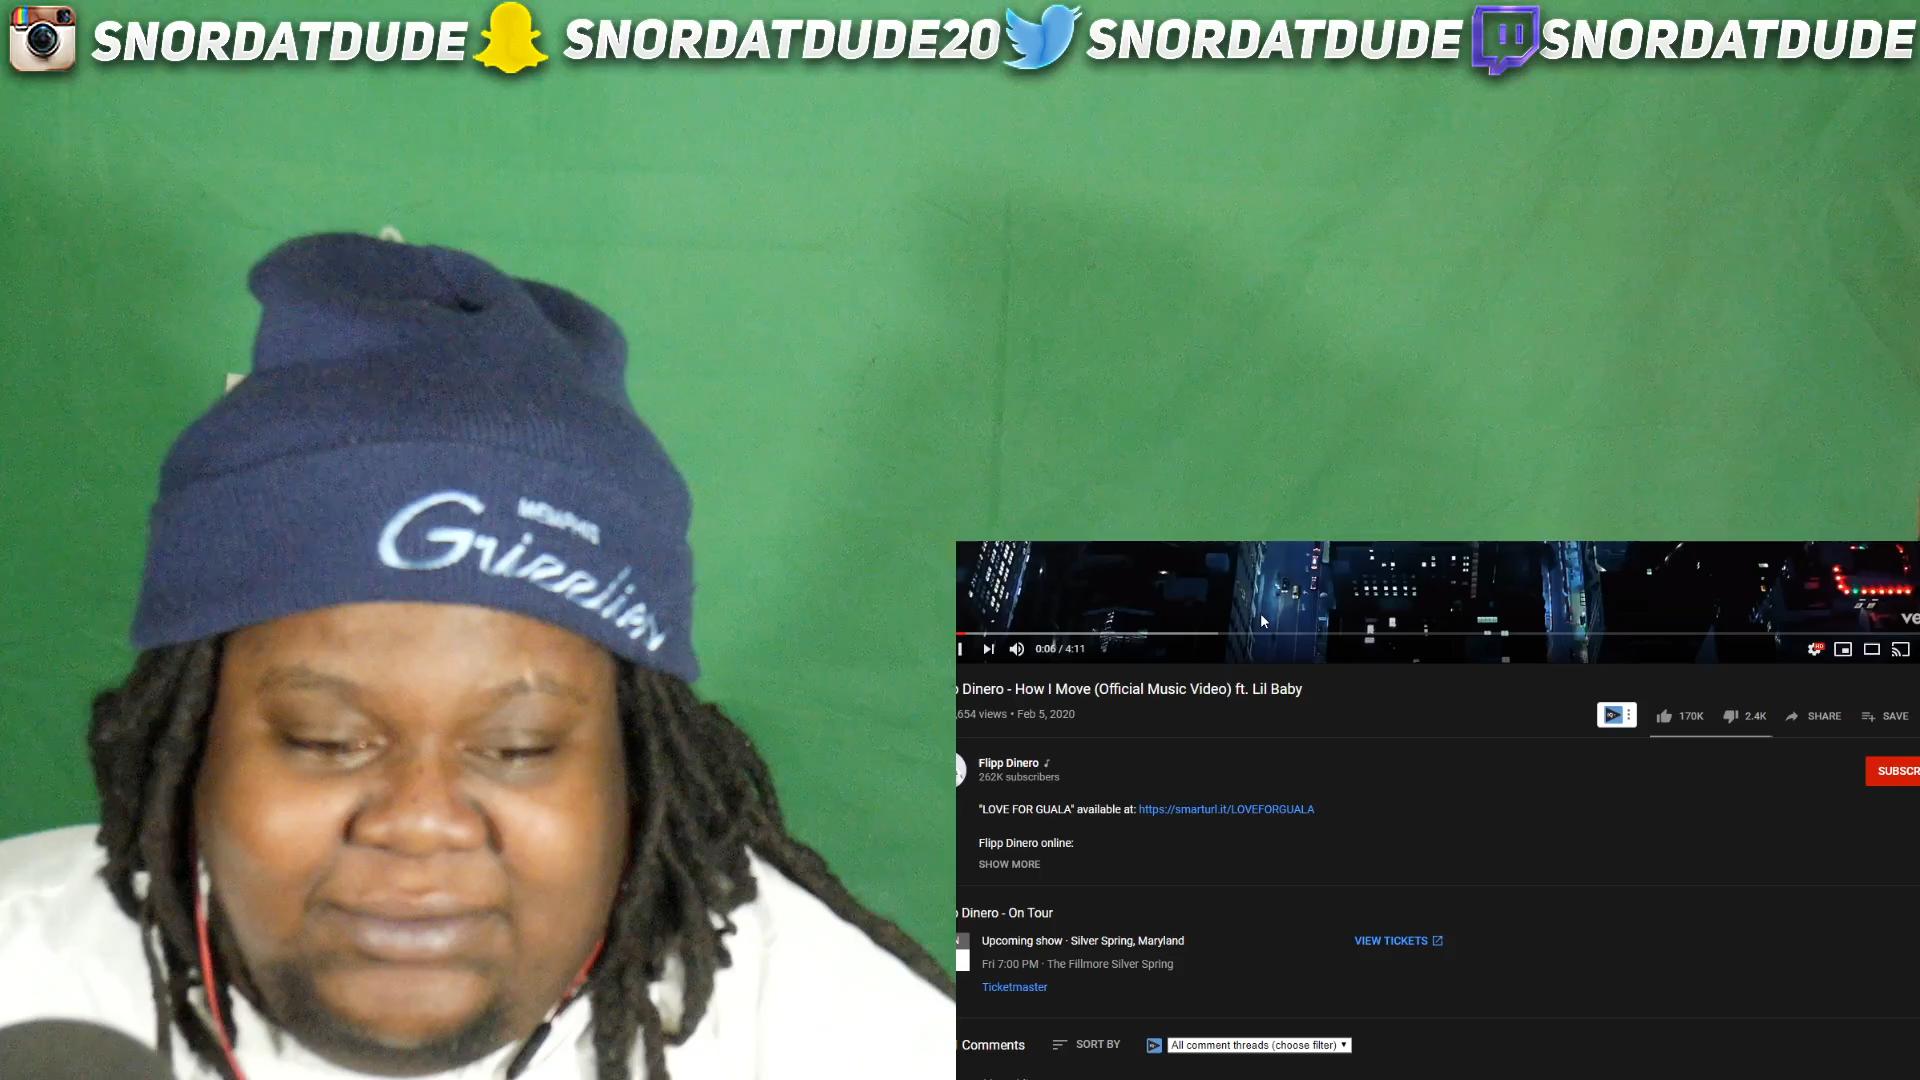 SNORDATDUDE SNORDATDUDE20 SNORDATDUDE SNORDATDUDE
MEMPHIS
Grizzlies
0:06 / 4:11
HD
Dinero - How I Move (Official Music Video) ft. Lil Baby
,654 views • Feb 5, 2020
170K 2.4K SHARE SAVE
Flipp Dinero
262K subscribers
SUBSCR
"LOVE FOR GUALA" available at: https://smarturl.it/LOVEFORGUALA
Flipp Dinero online:
SHOW MORE
Dinero - On Tour
Upcoming show · Silver Spring, Maryland
VIEW TICKETS
Fri 7:00 PM · The Fillmore Silver Spring
Ticketmaster
Comments SORT BY All comment threads (choose filter)